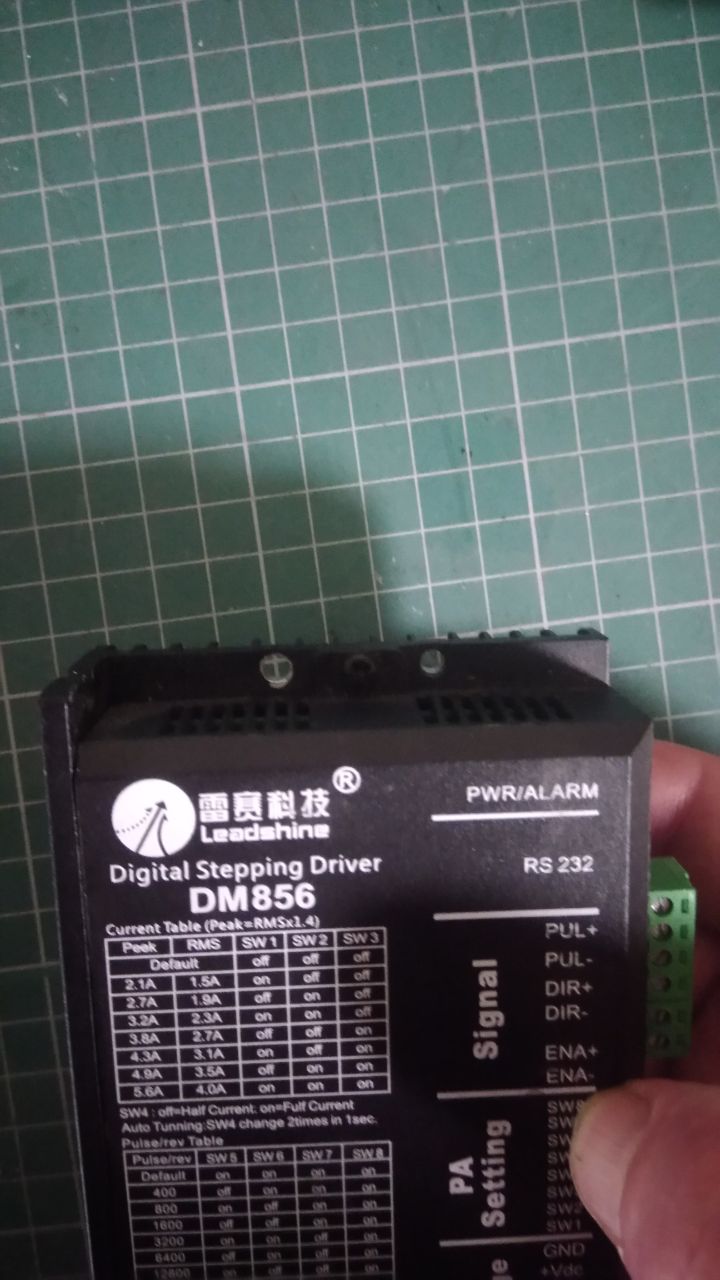 雷赛科技®
Leadshine
Digital Stepping Driver
DM856
Current Table (Peak=RMSx1.4)
Peak RMS SW1 SW2 SW3
Default off off off
2.1A 1.5A on off off
2.7A 1.9A off on off
3.2A 2.3A on on off
3.8A 2.7A off off on
4.3A 3.1A on off on
4.9A 3.5A off on on
5.6A 4.0A on on on
SW4 : off=Half Current: on=Full Current
Auto Tunning:SW4 change 2times in 1sec.
Pulse/rev Table
Pulse/rev SW5 SW6 SW7 SW8
Default on on on on
400 off on on on
800 on off on on
1600 off off on on
3200 on on off on
6400 off on off on
12800
PWR/ALARM
RS 232
Signal
PUL+
PUL-
DIR+
DIR-
ENA+
ENA-
PA
Setting
SW2
SW1
GND
+Vdc